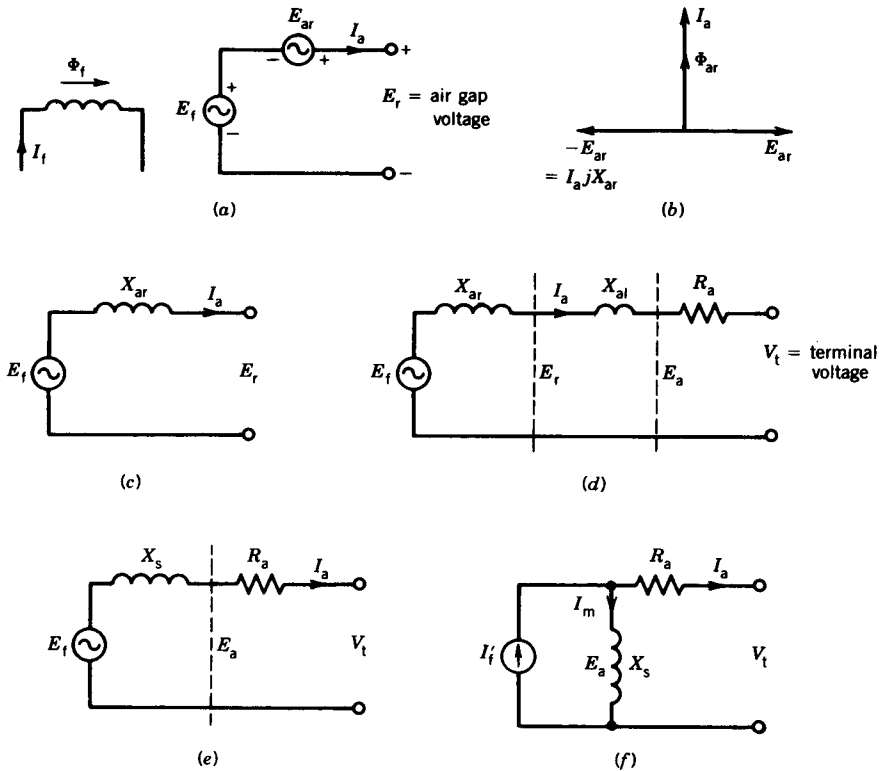 Φf
If
(a)
Ef
+
−
Ear
−
+
Ia
+
Er = air gap
voltage
−
Ia
Φar
−Ear
= IajXar
Ear
(b)
Xar
Ia
Ef
Er
(c)
Xar
Ia
Xal
Ra
Ef
Er
Ea
Vt = terminal
voltage
(d)
Xs
Ra
Ia
Ef
Ea
Vt
(e)
Ra
Ia
Im
I′f
Ea
Xs
Vt
(f)